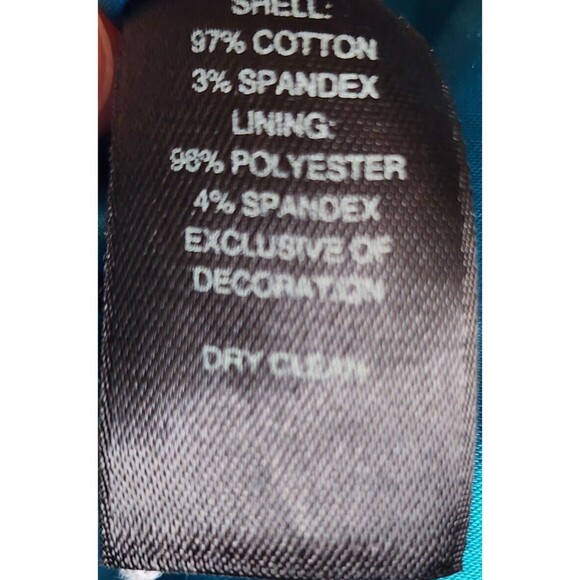 SHELL:
97% COTTON
3% SPANDEX
LINING:
96% POLYESTER
4% SPANDEX
EXCLUSIVE OF
DECORATION
DRY CLEAN